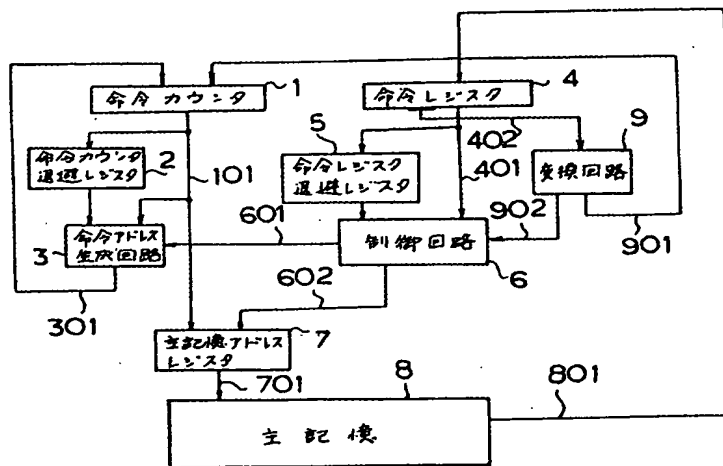 命令カウンタ
1
命令レジスタ
4
402
9
5
命令カウンタ
退避レジスタ
2
101
命令レジスタ
退避レジスタ
401
変換回路
601
902
901
3
命令アドレス
生成回路
制御回路
6
301
602
主記憶アドレス
レジスタ
7
701
8
801
主記憶